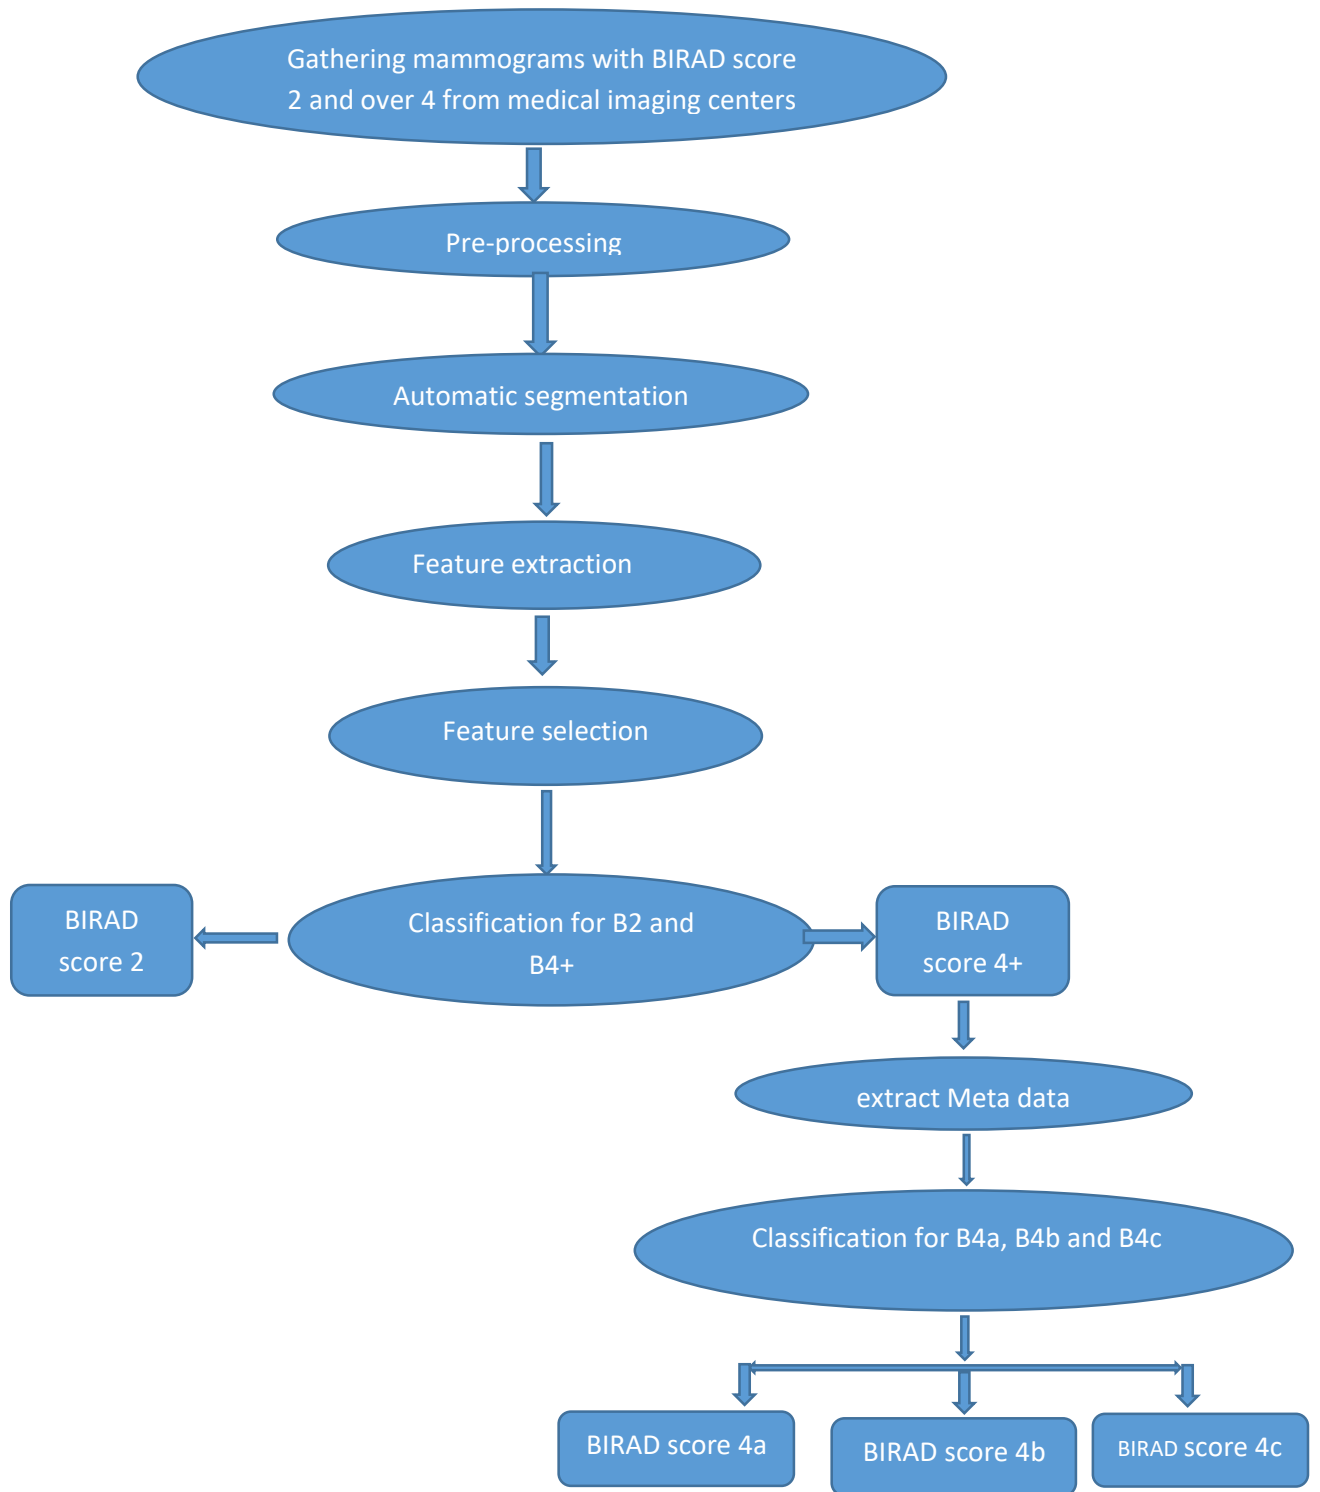 Gathering mammograms with BIRAD score
2 and over 4 from medical imaging centers
Pre-processing
Automatic segmentation
Feature extraction
Feature selection
BIRAD
score 2
Classification for B2 and
B4+
BIRAD
score 4+
extract Meta data
Classification for B4a, B4b and B4c
BIRAD score 4a
BIRAD score 4b
BIRAD score 4c